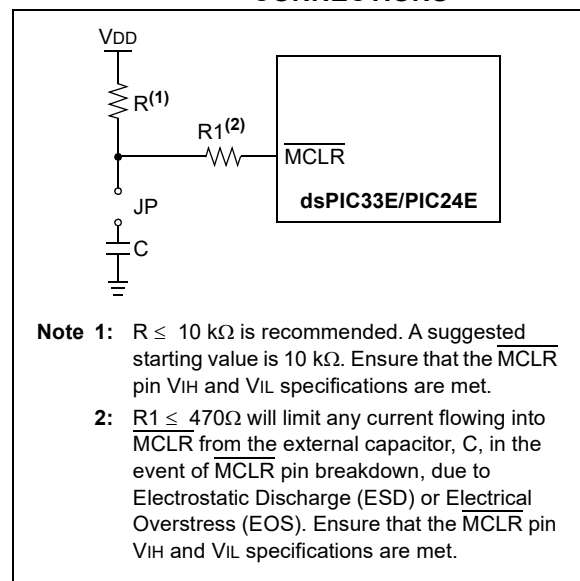 CONNECTIONS
VDD
R(1)
R1(2)
MCLR
dsPIC33E/PIC24E
JP
C
Note 1: R ≤ 10 kΩ is recommended. A suggested
starting value is 10 kΩ. Ensure that the MCLR
pin VIH and VIL specifications are met.
2: R1 ≤ 470Ω will limit any current flowing into
MCLR from the external capacitor, C, in the
event of MCLR pin breakdown, due to
Electrostatic Discharge (ESD) or Electrical
Overstress (EOS). Ensure that the MCLR pin
VIH and VIL specifications are met.